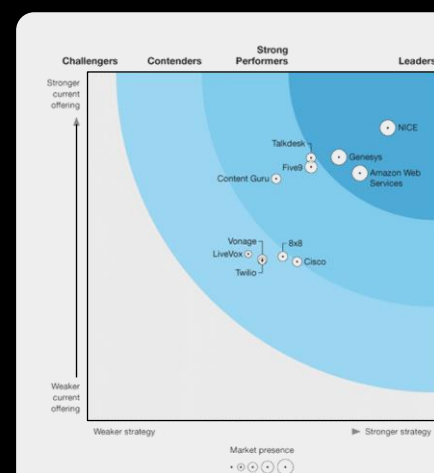 Challengers
Contenders
Strong
Performers
Leaders
Stronger
current
offering
NICE
Talkdesk
Genesys
Five9
Amazon Web
Services
Content Guru
Vonage
8x8
LiveVox
Cisco
Twilio
Weaker
current
offering
Weaker strategy
Stronger strategy
Market presence